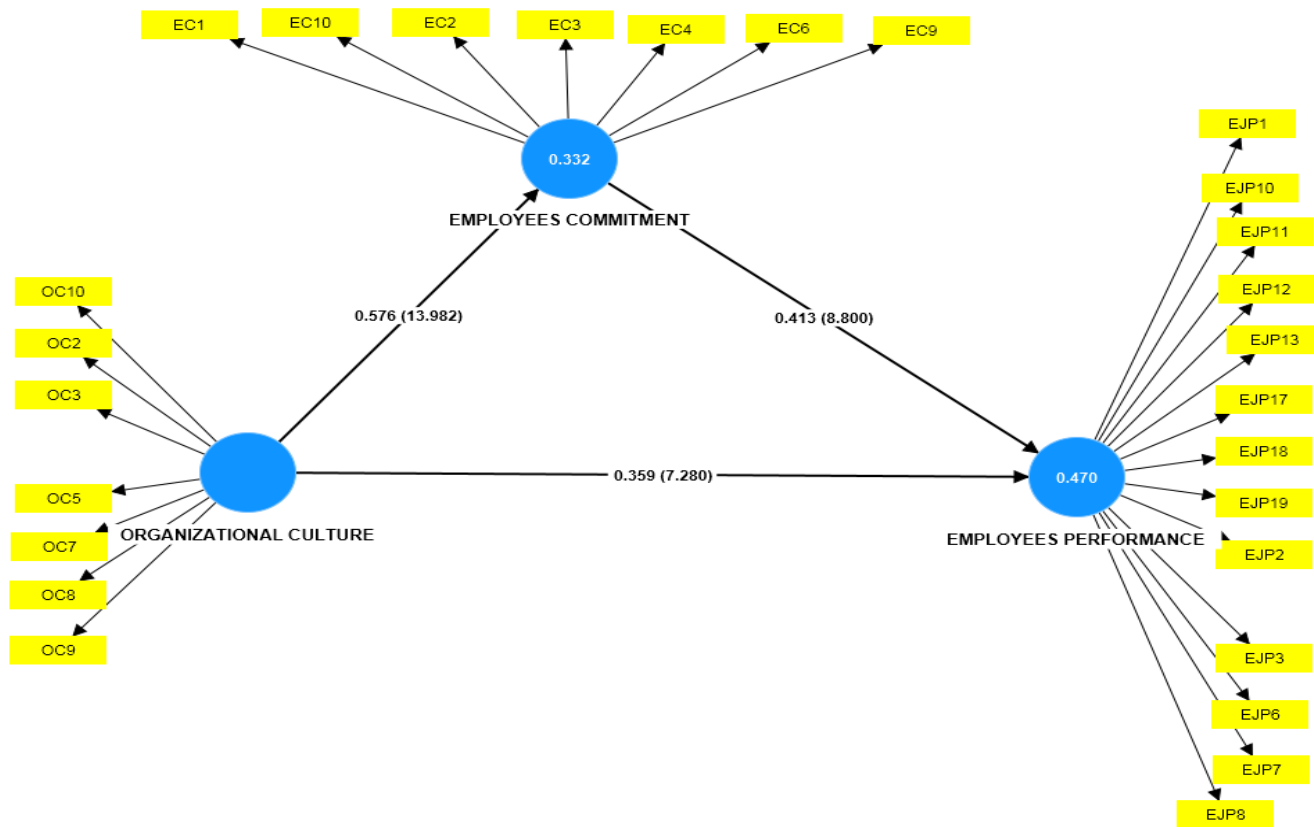 EC1
EC10
EC2
EC3
EC4
EC6
EC9
0.332
EMPLOYEES COMMITMENT
OC10
OC2
OC3
OC5
OC7
OC8
OC9
ORGANIZATIONAL CULTURE
0.576 (13.982)
0.413 (8.800)
0.359 (7.280)
0.470
EMPLOYEES PERFORMANCE
EJP1
EJP10
EJP11
EJP12
EJP13
EJP17
EJP18
EJP19
EJP2
EJP3
EJP6
EJP7
EJP8